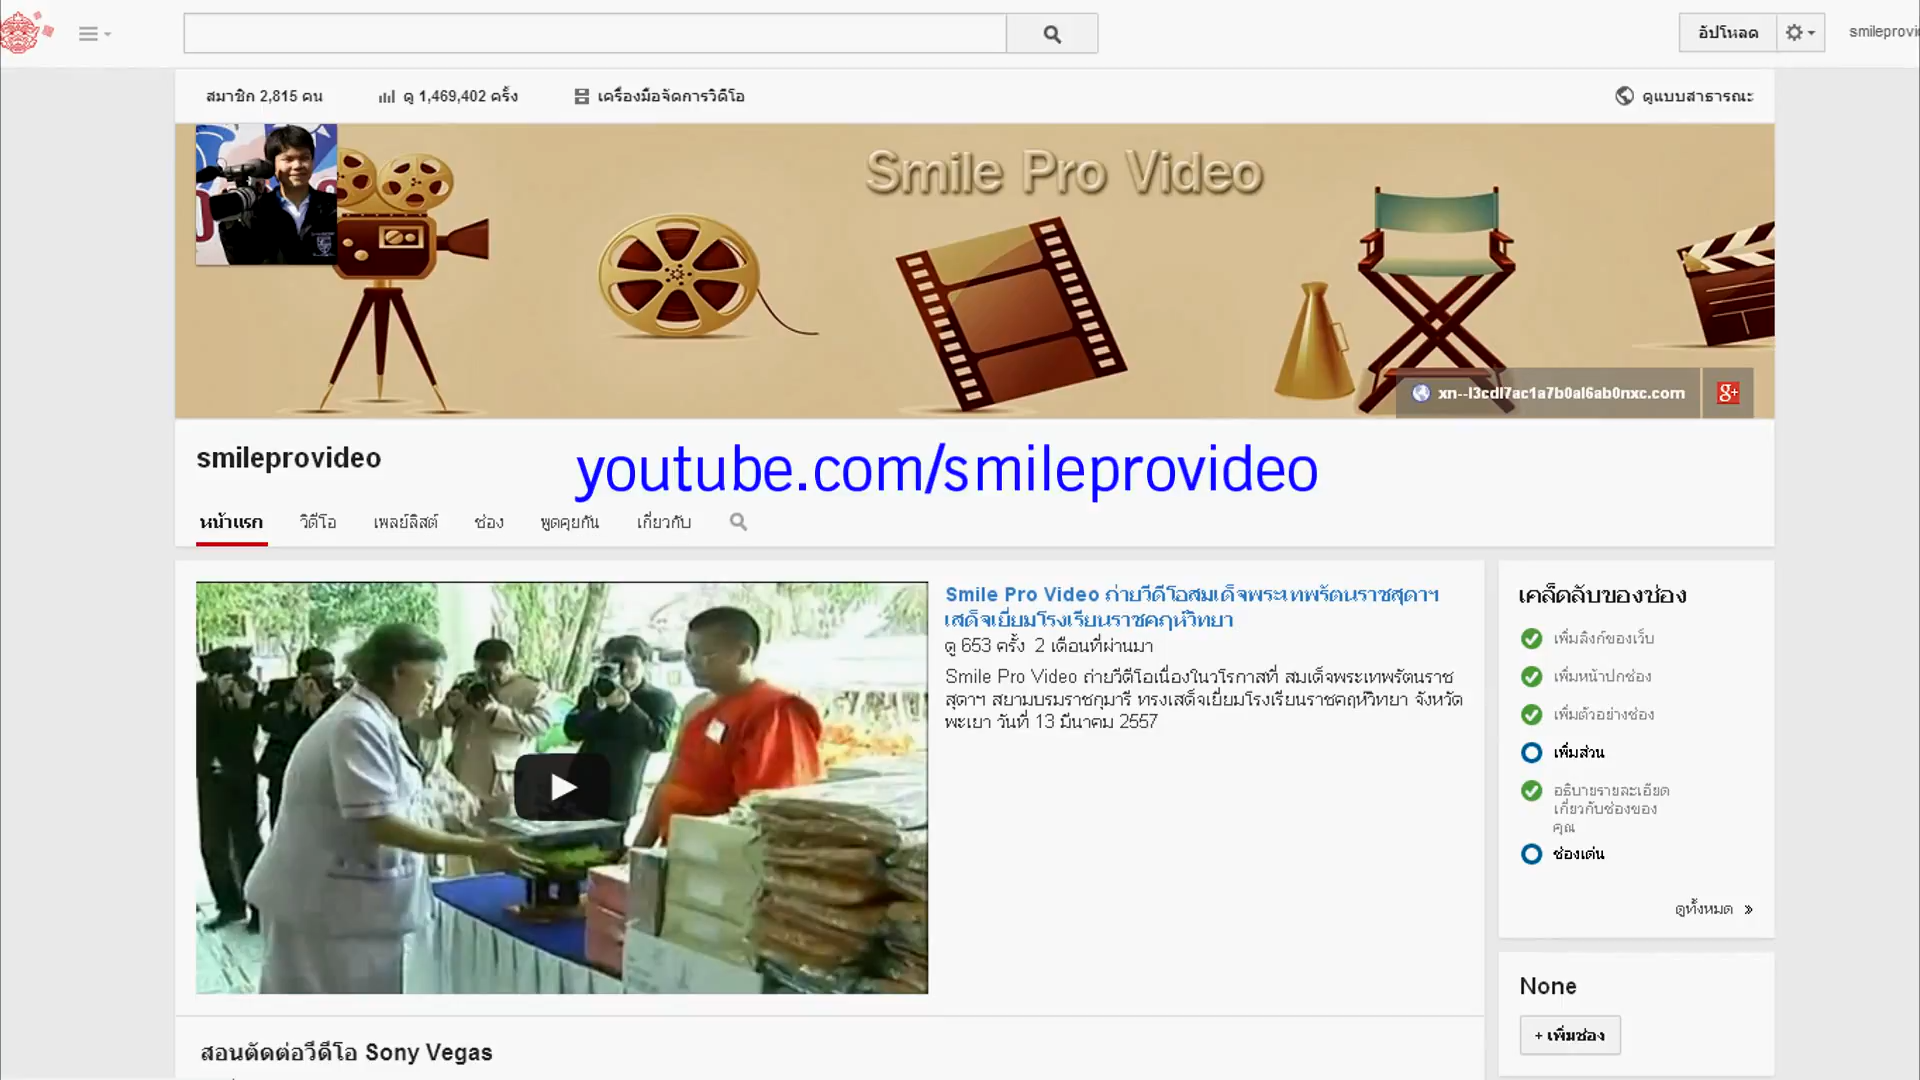 อัปโหลด
smileprovi
สมาชิก 2,815 คน
ดู 1,469,402 ครั้ง
เครื่องมือจัดการวิดีโอ
ดูแบบสาธารณะ
Smile Pro Video
xn--l3cdl7ac1a7b0al6ab0nxc.com
g+
smileprovideo
youtube.com/smileprovideo
หน้าแรก วิดีโอ เพลย์ลิสต์ ช่อง พูดคุยกัน เกี่ยวกับ
Smile Pro Video ถ่ายวีดีโอสมเด็จพระเทพรัตนราชสุดาฯ
เสด็จเยี่ยมโรงเรียนราชคฤห์วิทยา
ดู 653 ครั้ง 2 เดือนที่ผ่านมา
Smile Pro Video ถ่ายวีดีโอเนื่องในวโรกาสที่ สมเด็จพระเทพรัตนราช
สุดาฯ สยามบรมราชกุมารี ทรงเสด็จเยี่ยมโรงเรียนราชคฤห์วิทยา จังหวัด
พะเยา วันที่ 13 มีนาคม 2557
เคล็ดลับของช่อง
เพิ่มลิงก์ของเว็บ
เพิ่มหน้าปกช่อง
เพิ่มตัวอย่างช่อง
เพิ่มส่วน
อธิบายรายละเอียด
เกี่ยวกับช่องของ
คุณ
ช่องเด่น
ดูทั้งหมด »
None
+ เพิ่มช่อง
สอนตัดต่อวีดีโอ Sony Vegas